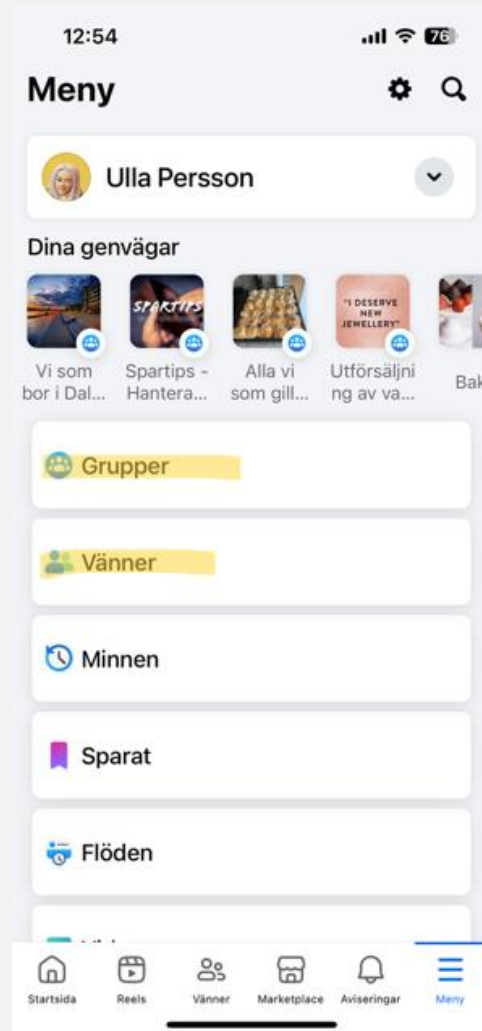 12:54
76
Meny
Ulla Persson
Dina genvägar
SPARTIPS
"I DESERVE
NEW
JEWELLERY"
Vi som
bor i Dal...
Spartips -
Hantera...
Alla vi
som gill...
Utförsäljni
ng av va...
Bak
Grupper
Vänner
Minnen
Sparat
Flöden
Startsida
Reels
Vänner
Marketplace
Aviseringar
Meny